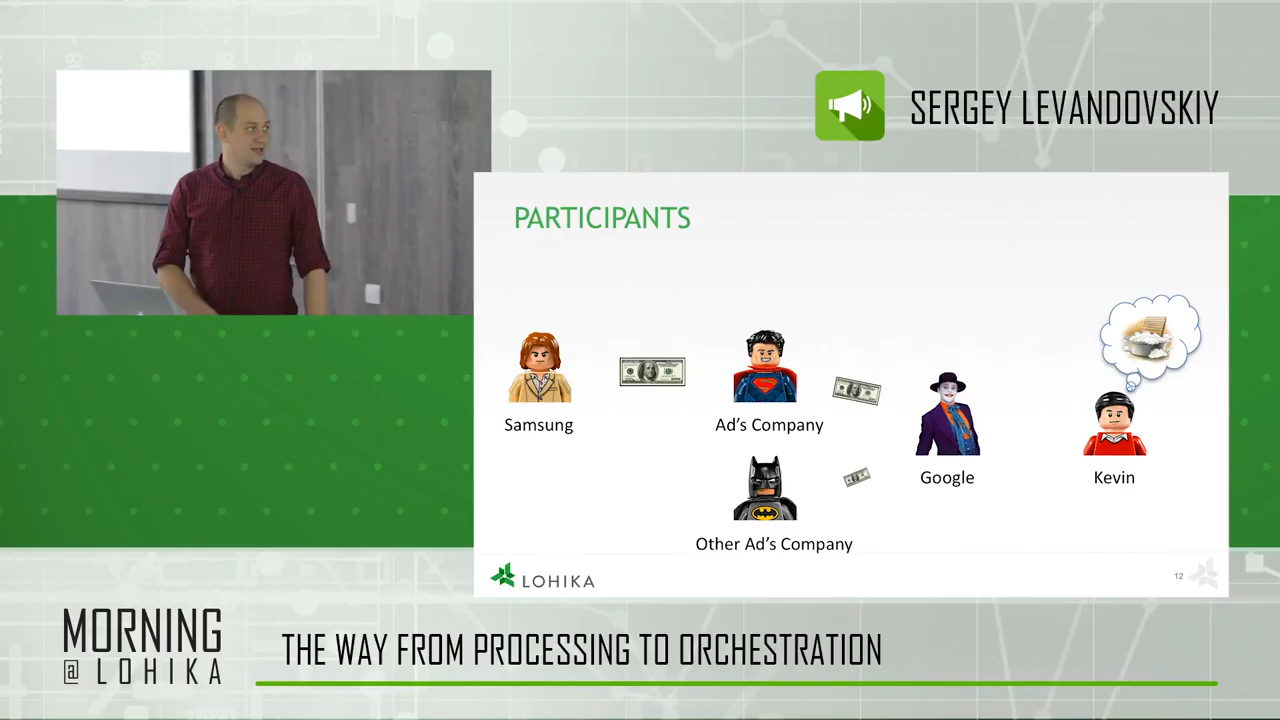 SERGEY LEVANDOVSKIY
PARTICIPANTS
Samsung
Ad's Company
Google
Kevin
Other Ad's Company
LOHIKA
12
MORNING
@ LOHIKA
THE WAY FROM PROCESSING TO ORCHESTRATION